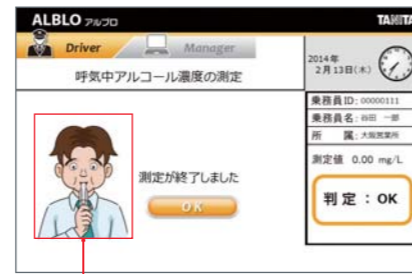 ALBLO アルブロ
TANITA
Driver
Manager
呼気中アルコール濃度の測定
2014年
2月13日(木)
乗務員ID: 00000111
乗務員名: 谷田 一郎
所 属: 大阪営業所
測定値 0.00 mg/L
測定が終了しました
OK
判定：OK